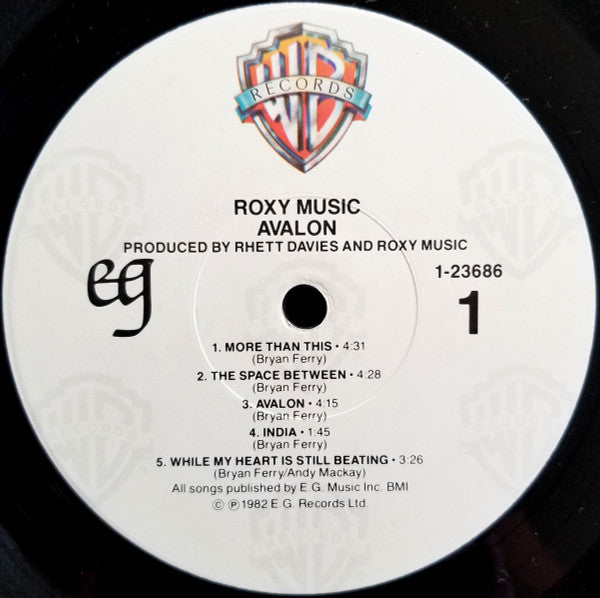 WB
RECORDS
ROXY MUSIC
AVALON
PRODUCED BY RHETT DAVIES AND ROXY MUSIC
eg
1-23686
1
1. MORE THAN THIS • 4:31
(Bryan Ferry)
2. THE SPACE BETWEEN • 4:28
(Bryan Ferry)
3. AVALON • 4:15
(Bryan Ferry)
4. INDIA • 1:45
(Bryan Ferry)
5. WHILE MY HEART IS STILL BEATING • 3:26
(Bryan Ferry/Andy Mackay)
All songs published by E.G. Music Inc. BMI
© ℗ 1982 E.G. Records Ltd.